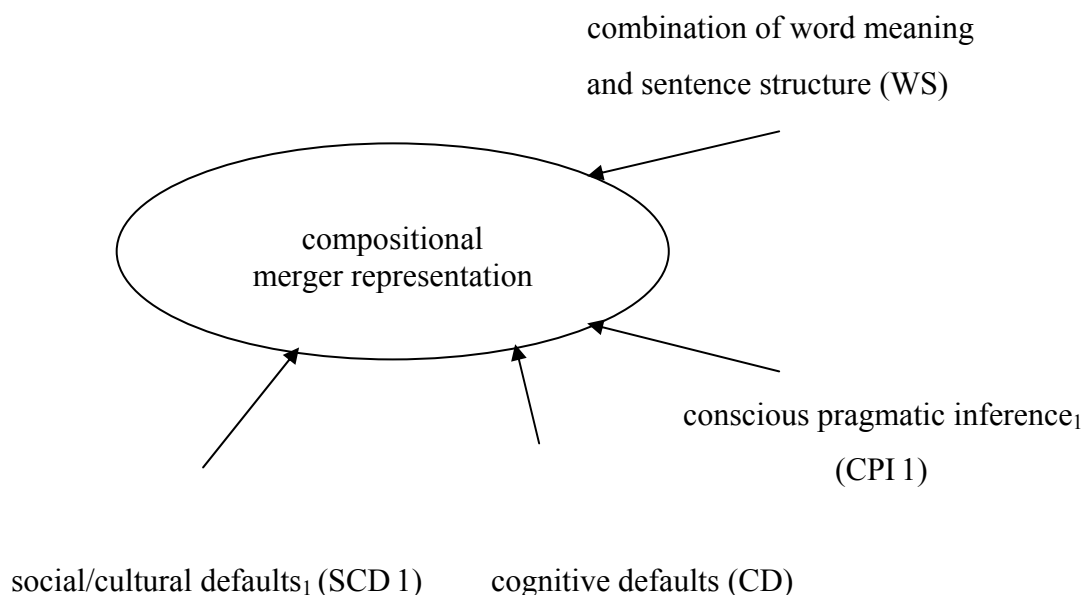 combination of word meaning
and sentence structure (WS)
compositional
merger representation
conscious pragmatic inference₁
(CPI 1)
social/cultural defaults₁ (SCD 1)
cognitive defaults (CD)